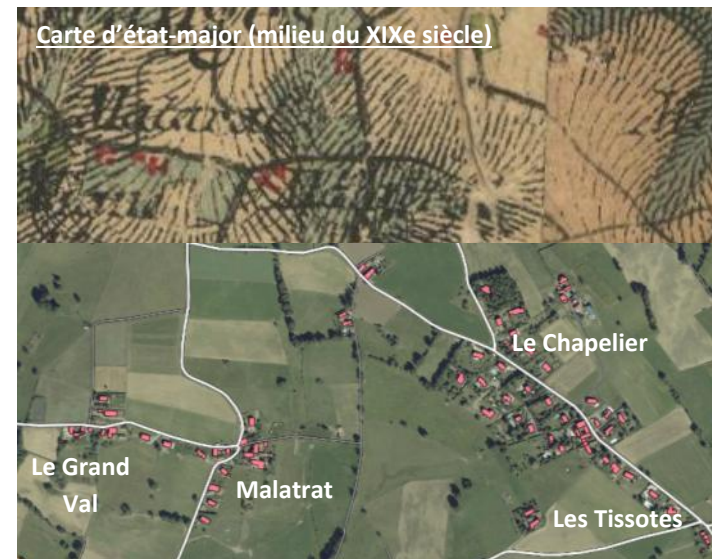 Carte d'état-major (milieu du XIXe siècle)
Le Chapelier
Le Grand
Val
Malatrat
Les Tissotes